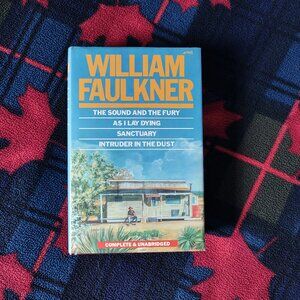 WILLIAM
FAULKNER
THE SOUND AND THE FURY
AS I LAY DYING
SANCTUARY
INTRUDER IN THE DUST
COMPLETE & UNABRIDGED